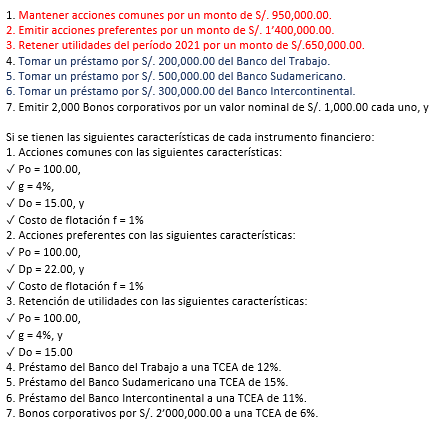 1. Mantener acciones comunes por un monto de S/. 950,000.00.
2. Emitir acciones preferentes por un monto de S/. 1'400,000.00.
3. Retener utilidades del período 2021 por un monto de S/.650,000.00.
4. Tomar un préstamo por S/. 200,000.00 del Banco del Trabajo.
5. Tomar un préstamo por S/. 500,000.00 del Banco Sudamericano.
6. Tomar un préstamo por S/. 300,000.00 del Banco Intercontinental.
7. Emitir 2,000 Bonos corporativos por un valor nominal de S/. 1,000.00 cada uno, y
Si se tienen las siguientes características de cada instrumento financiero:
1. Acciones comunes con las siguientes características:
✓ Po = 100.00,
✓ g = 4%,
✓ Do = 15.00, y
✓ Costo de flotación f = 1%
2. Acciones preferentes con las siguientes características:
✓ Po = 100.00,
✓ Dp = 22.00, y
✓ Costo de flotación f = 1%
3. Retención de utilidades con las siguientes características:
✓ Po = 100.00,
✓ g = 4%, y
✓ Do = 15.00
4. Préstamo del Banco del Trabajo a una TCEA de 12%.
5. Préstamo del Banco Sudamericano una TCEA de 15%.
6. Préstamo del Banco Intercontinental a una TCEA de 11%.
7. Bonos corporativos por S/. 2'000,000.00 a una TCEA de 6%.